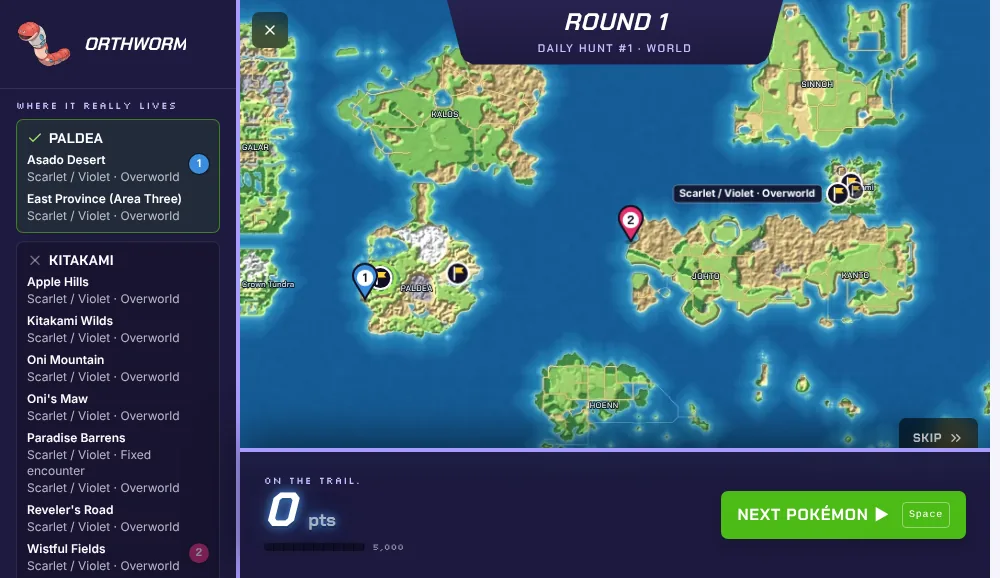 ORTHWORM
WHERE IT REALLY LIVES
PALDEA
Asado Desert
Scarlet / Violet · Overworld
1
East Province (Area Three)
Scarlet / Violet · Overworld
KITAKAMI
Apple Hills
Scarlet / Violet · Overworld
Kitakami Wilds
Scarlet / Violet · Overworld
Oni Mountain
Scarlet / Violet · Overworld
Oni's Maw
Scarlet / Violet · Overworld
Paradise Barrens
Scarlet / Violet · Fixed
encounter
Scarlet / Violet · Overworld
Reveler's Road
Scarlet / Violet · Overworld
Wistful Fields
Scarlet / Violet · Overworld
2
ROUND 1
DAILY HUNT #1 · WORLD
KALOS
SINNOH
GALAR
Scarlet / Violet · Overworld
2
1
PALDEA
JOHTO
KANTO
Crown Tundra
HOENN
SKIP
ON THE TRAIL.
0 pts
5,000
NEXT POKÉMON ▶ Space